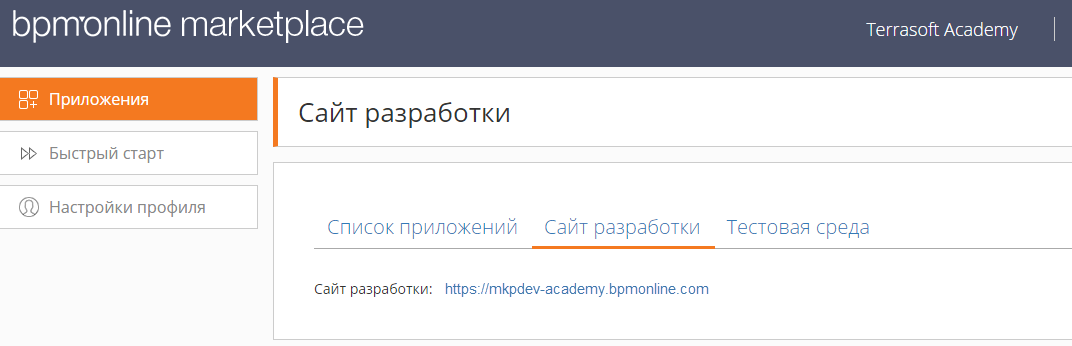 bpm'online marketplace
Terrasoft Academy
Приложения
Быстрый старт
Настройки профиля
Сайт разработки
Список приложений Сайт разработки Тестовая среда
Сайт разработки: https://mkpdev-academy.bpmonline.com